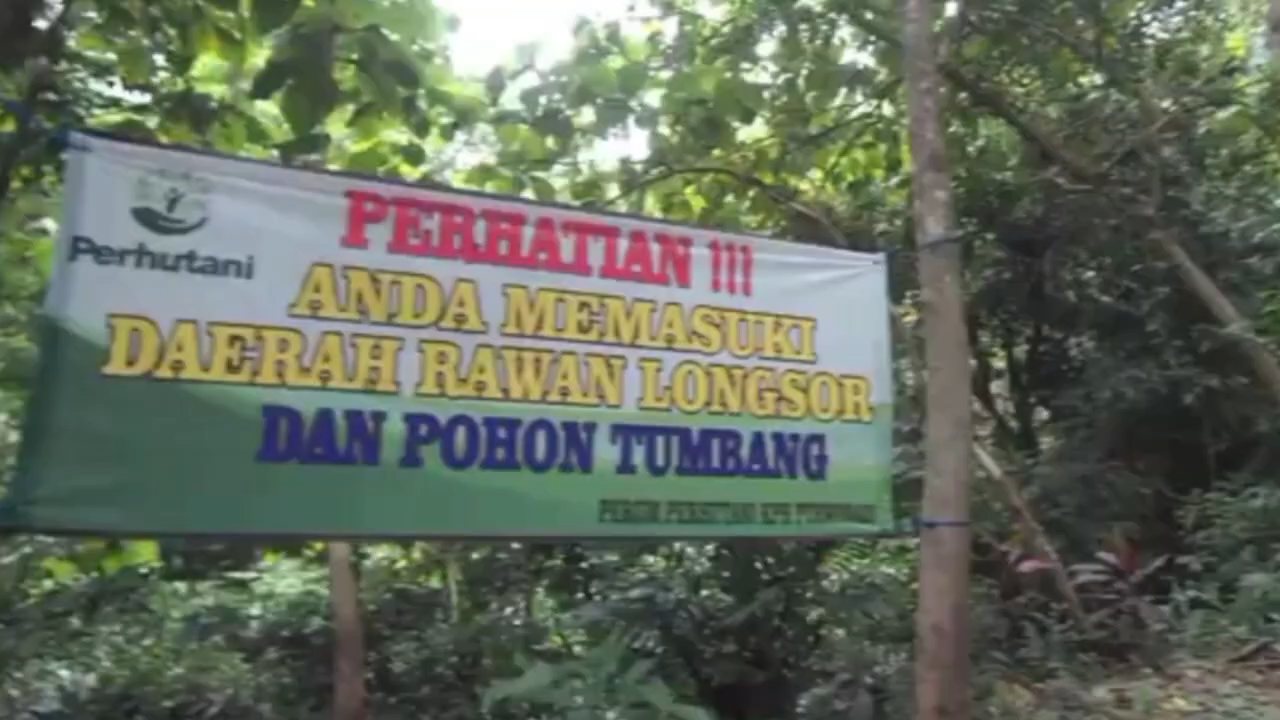 Perhutani
PERHATIAN !!!
ANDA MEMASUKI
DAERAH RAWAN LONGSOR
DAN POHON TUMBANG